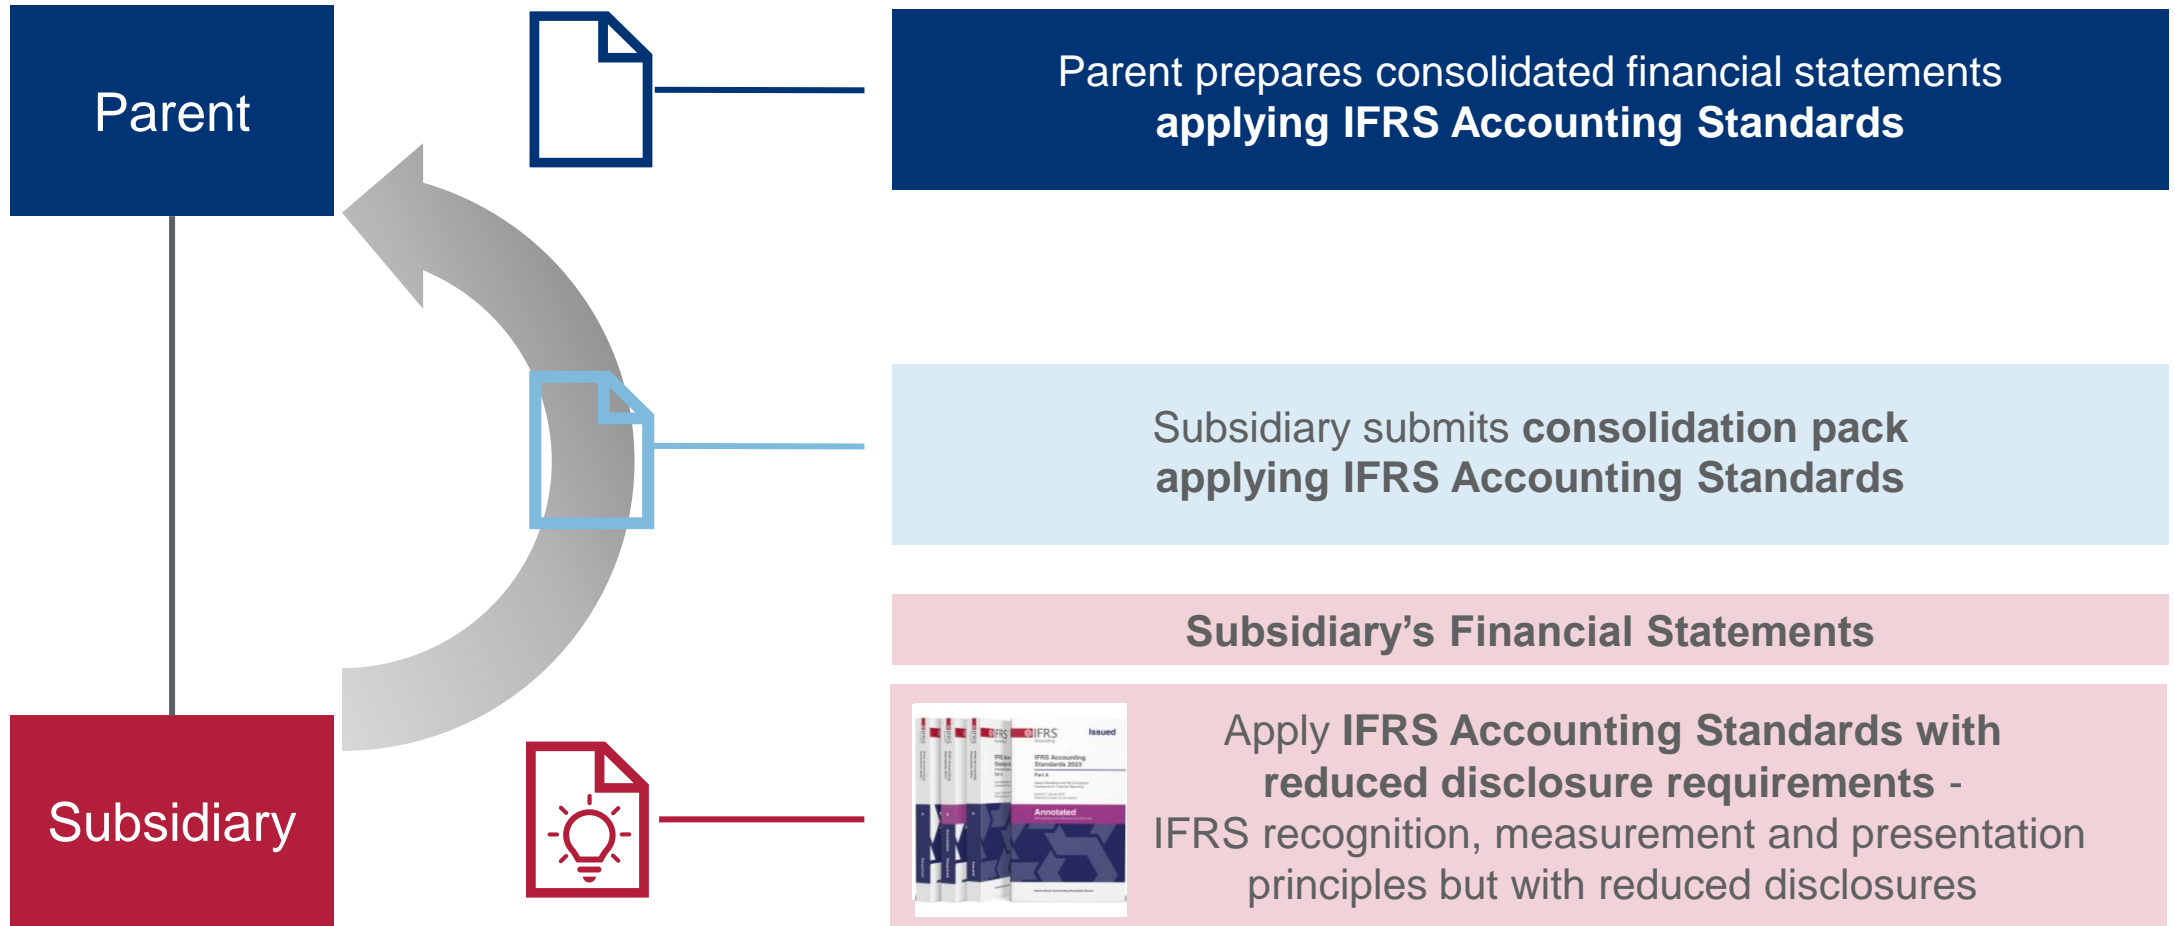 Parent
Parent prepares consolidated financial statements
applying IFRS Accounting Standards
Subsidiary submits consolidation pack
applying IFRS Accounting Standards
Subsidiary’s Financial Statements
Subsidiary
Apply IFRS Accounting Standards with
reduced disclosure requirements -
IFRS recognition, measurement and presentation
principles but with reduced disclosures
IFRS
Accounting
Issued
IFRS Accounting
Standards 2023
Part A
Annotated